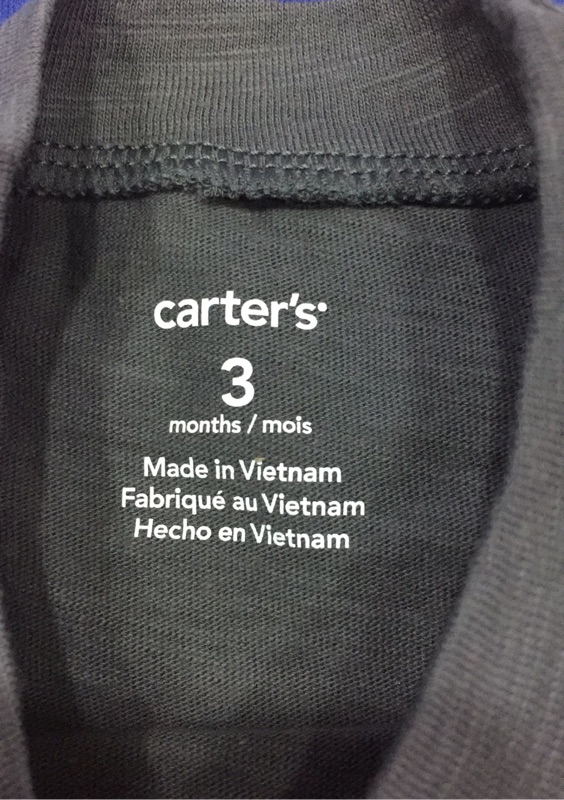 carter's
3
months / mois
Made in Vietnam
Fabriqué au Vietnam
Hecho en Vietnam